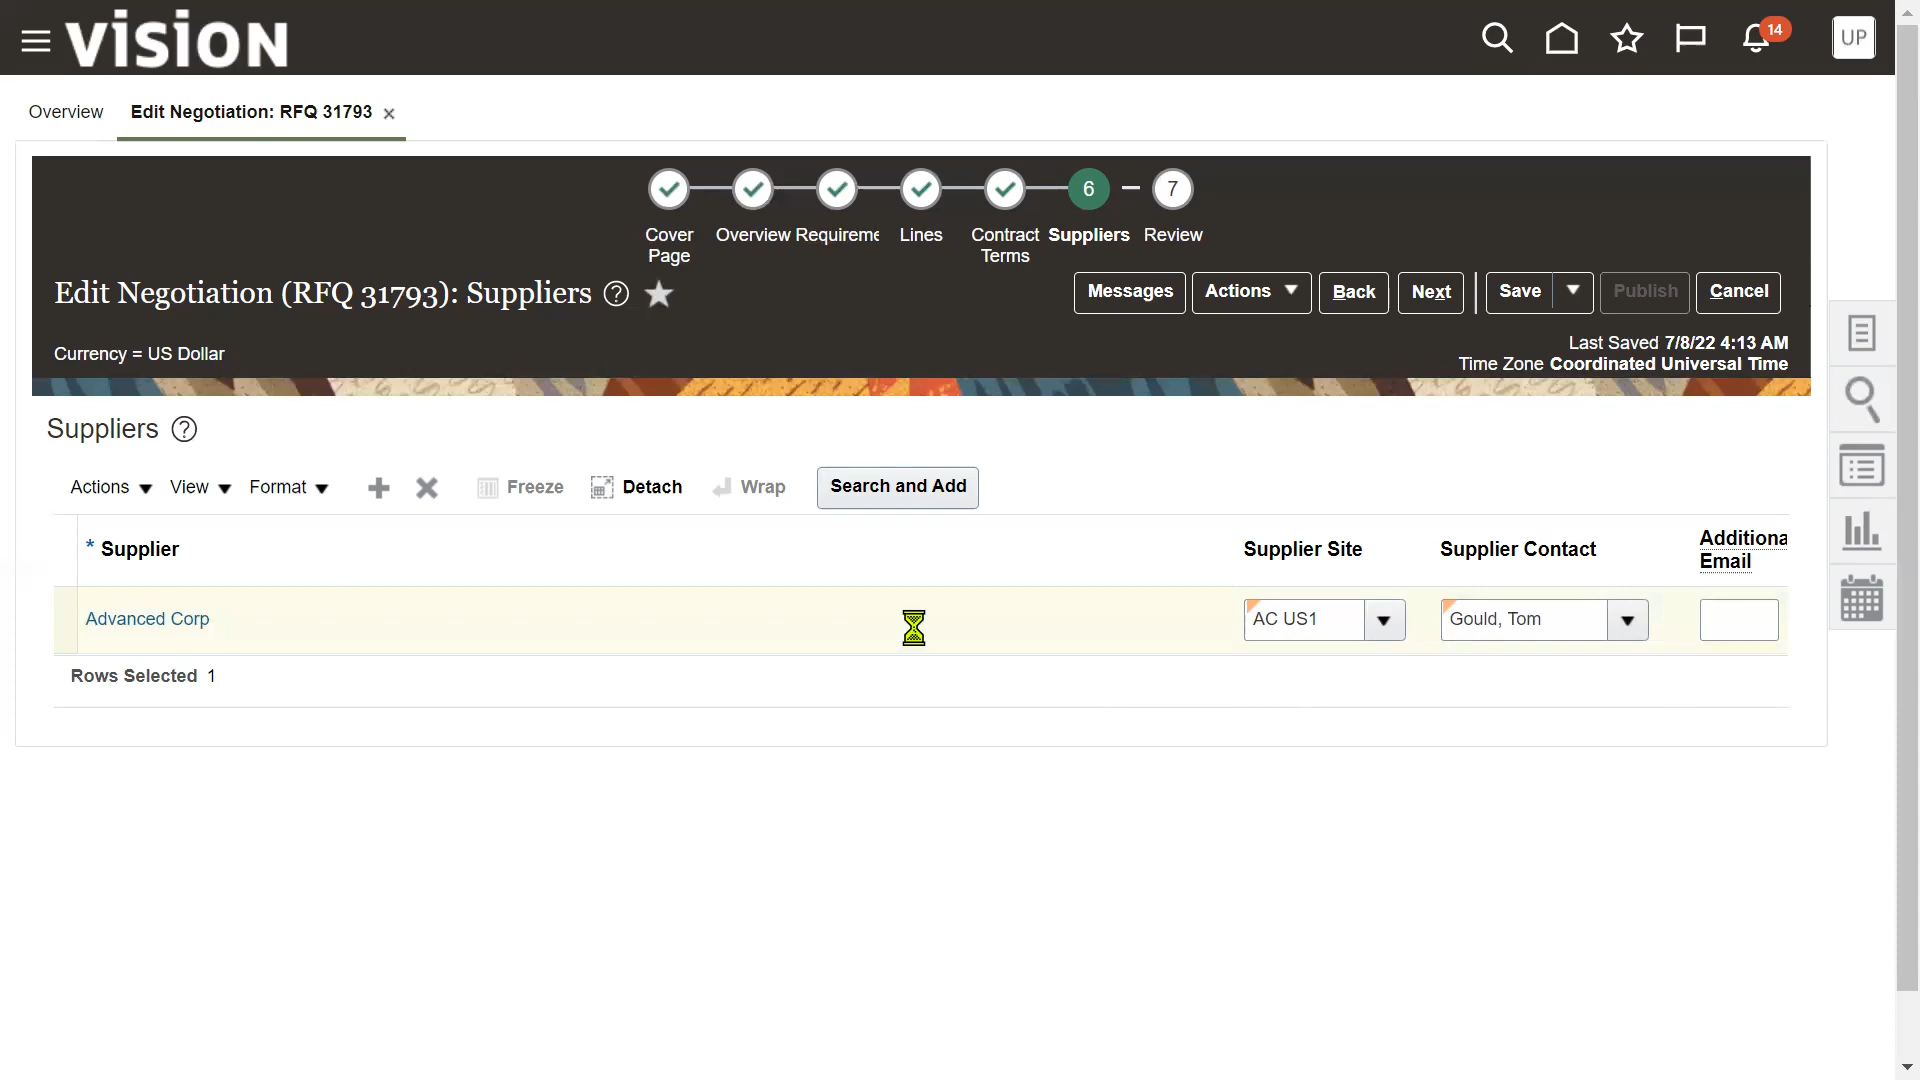 vision
14
UP
Overview
Edit Negotiation: RFQ 31793
6
7
Cover Page
Overview
Requireme
Lines
Contract Terms
Suppliers
Review
Edit Negotiation (RFQ 31793): Suppliers ?
Messages
Actions
Back
Next
Save
Publish
Cancel
Currency = US Dollar
Last Saved 7/8/22 4:13 AM
Time Zone Coordinated Universal Time
Suppliers ?
Actions
View
Format
Freeze
Detach
Wrap
Search and Add
* Supplier
Supplier Site
Supplier Contact
Additiona
Email
Advanced Corp
AC US1
Gould, Tom
Rows Selected 1